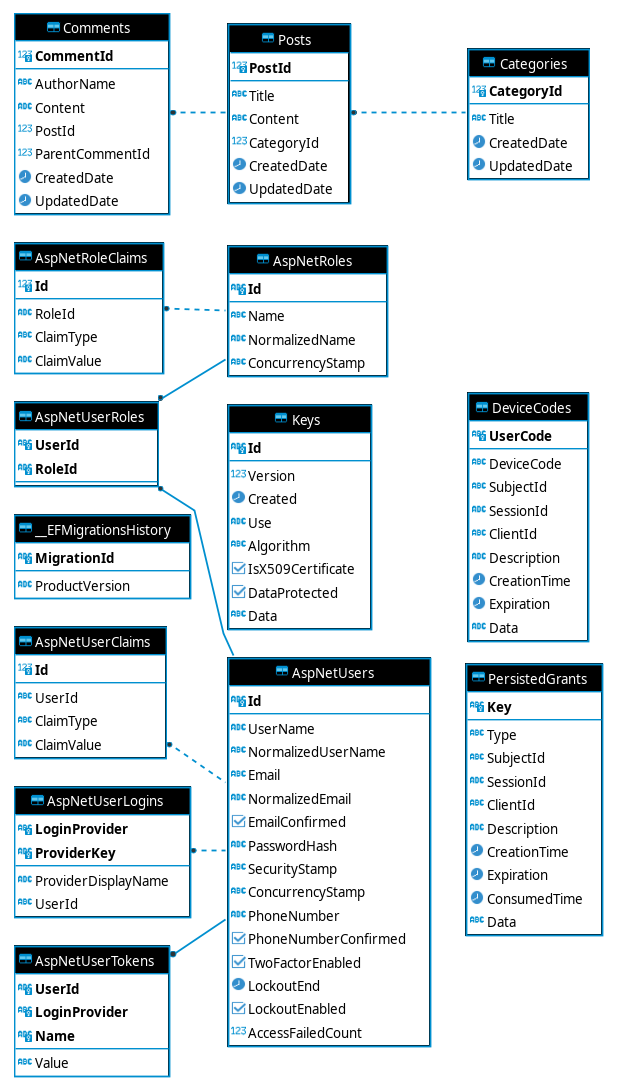 Comments
CommentId
AuthorName
Content
PostId
ParentCommentId
CreatedDate
UpdatedDate
Posts
PostId
Title
Content
CategoryId
CreatedDate
UpdatedDate
Categories
CategoryId
Title
CreatedDate
UpdatedDate
AspNetRoleClaims
Id
RoleId
ClaimType
ClaimValue
AspNetRoles
Id
Name
NormalizedName
ConcurrencyStamp
AspNetUserRoles
UserId
RoleId
Keys
Id
Version
Created
Use
Algorithm
IsX509Certificate
DataProtected
Data
DeviceCodes
UserCode
DeviceCode
SubjectId
SessionId
ClientId
Description
CreationTime
Expiration
Data
__EFMigrationsHistory
MigrationId
ProductVersion
AspNetUserClaims
Id
UserId
ClaimType
ClaimValue
AspNetUsers
Id
UserName
NormalizedUserName
Email
NormalizedEmail
EmailConfirmed
PasswordHash
SecurityStamp
ConcurrencyStamp
PhoneNumber
PhoneNumberConfirmed
TwoFactorEnabled
LockoutEnd
LockoutEnabled
AccessFailedCount
PersistedGrants
Key
Type
SubjectId
SessionId
ClientId
Description
CreationTime
Expiration
ConsumedTime
Data
AspNetUserLogins
LoginProvider
ProviderKey
ProviderDisplayName
UserId
AspNetUserTokens
UserId
LoginProvider
Name
Value